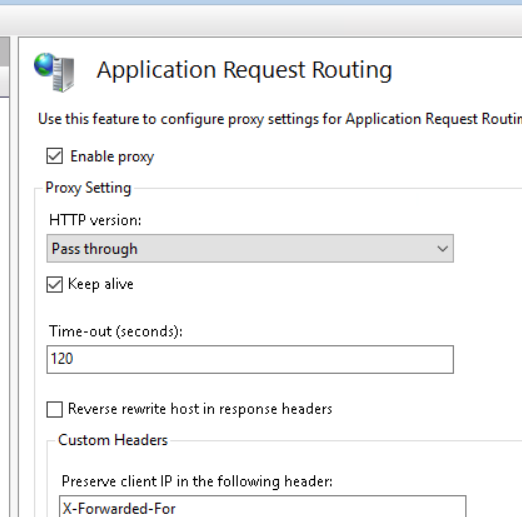 Application Request Routing
Use this feature to configure proxy settings for Application Request
Enable proxy
Proxy Setting
HTTP version:
Pass through
Keep alive
Time-out (seconds):
120
Reverse rewrite host in response headers
Custom Headers
Preserve client IP in the following header:
X-Forwarded-For